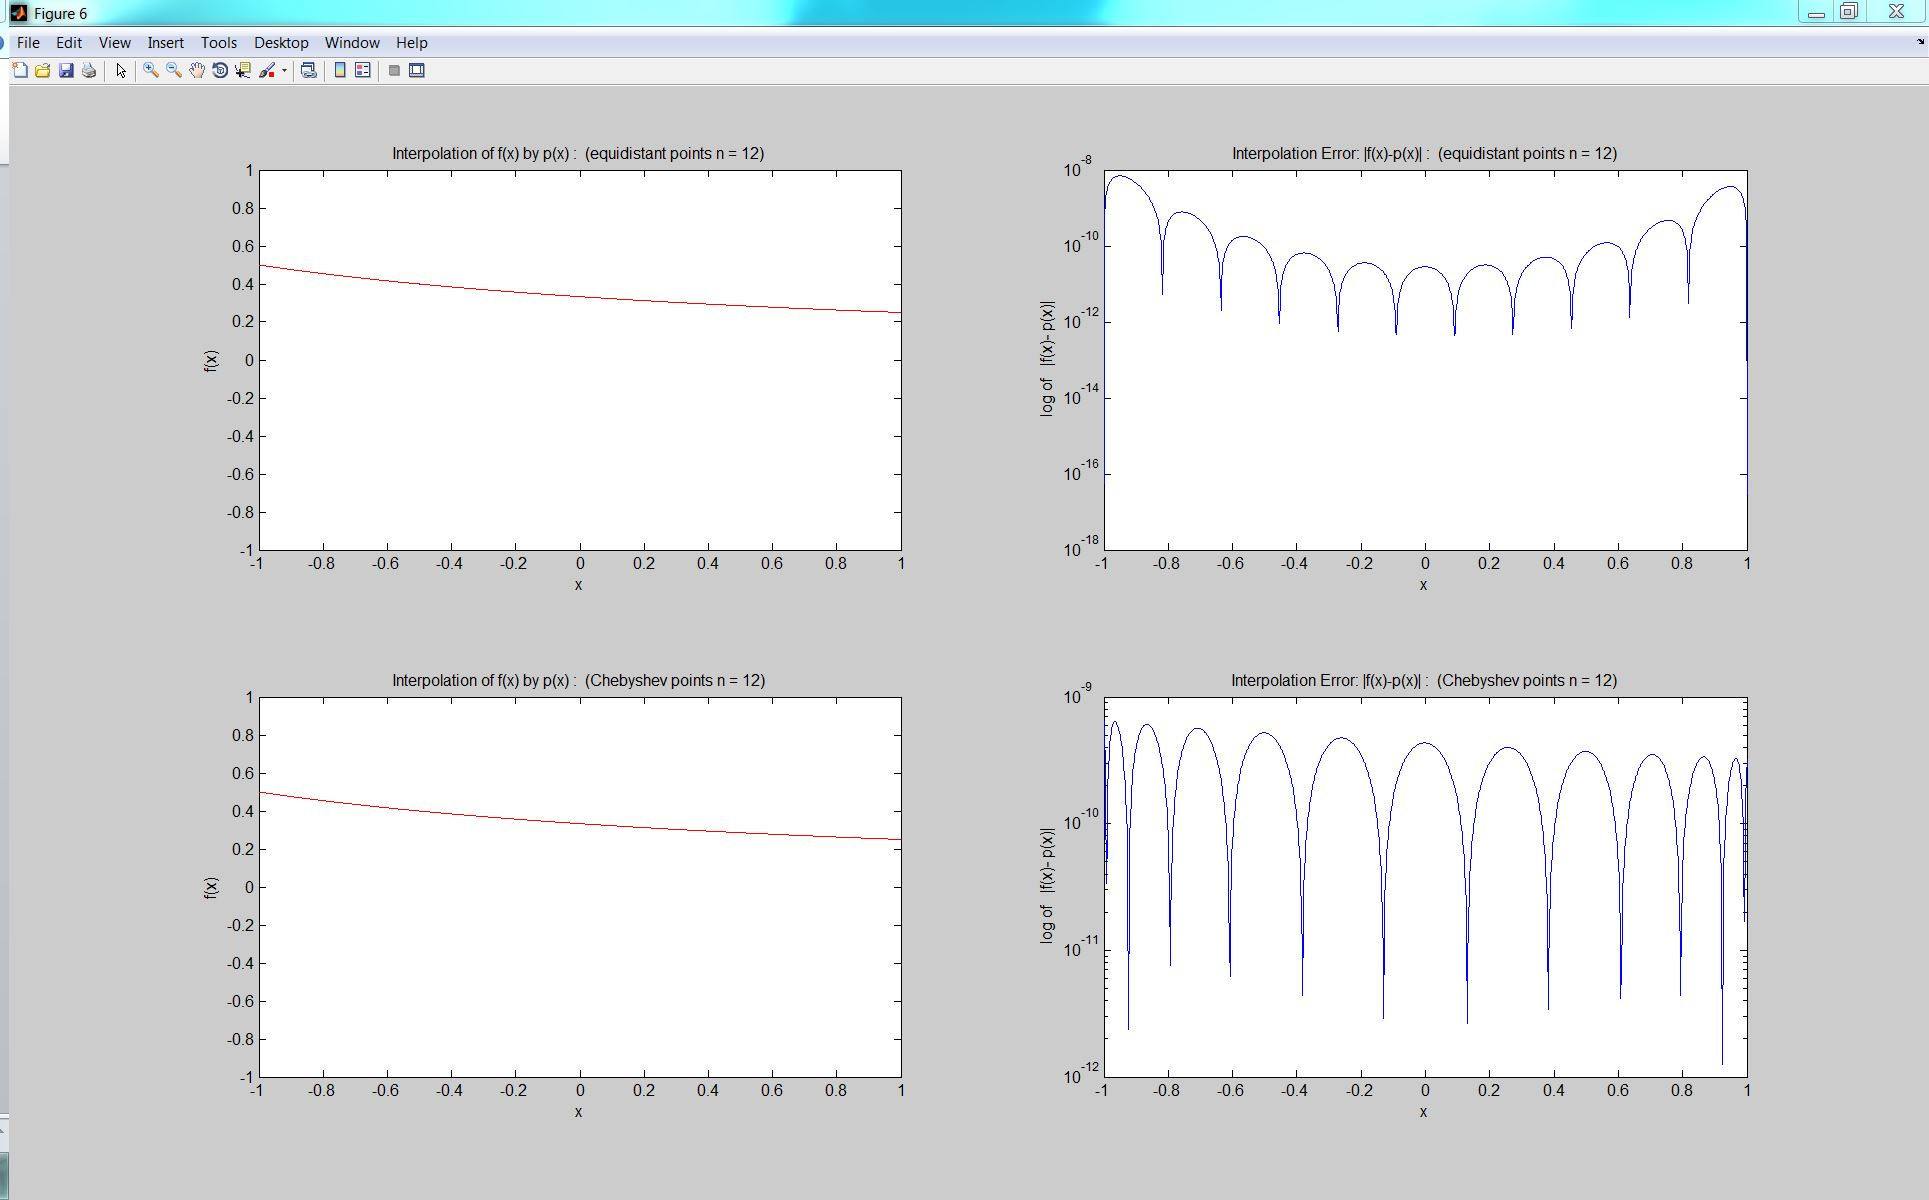 Figure 6
File Edit View Insert Tools Desktop Window Help
Interpolation of f(x) by p(x) : (equidistant points n = 12)
1
0.8
0.6
0.4
0.2
0
-0.2
-0.4
-0.6
-0.8
-1
f(x)
-1 -0.8 -0.6 -0.4 -0.2 0 0.2 0.4 0.6 0.8 1
x
Interpolation Error: |f(x)-p(x)| : (equidistant points n = 12)
10^-8
10^-10
10^-12
10^-14
10^-16
10^-18
log of |f(x)- p(x)|
-1 -0.8 -0.6 -0.4 -0.2 0 0.2 0.4 0.6 0.8 1
x
Interpolation of f(x) by p(x) : (Chebyshev points n = 12)
1
0.8
0.6
0.4
0.2
0
-0.2
-0.4
-0.6
-0.8
-1
f(x)
-1 -0.8 -0.6 -0.4 -0.2 0 0.2 0.4 0.6 0.8 1
x
Interpolation Error: |f(x)-p(x)| : (Chebyshev points n = 12)
10^-9
10^-10
10^-11
10^-12
log of |f(x)- p(x)|
-1 -0.8 -0.6 -0.4 -0.2 0 0.2 0.4 0.6 0.8 1
x